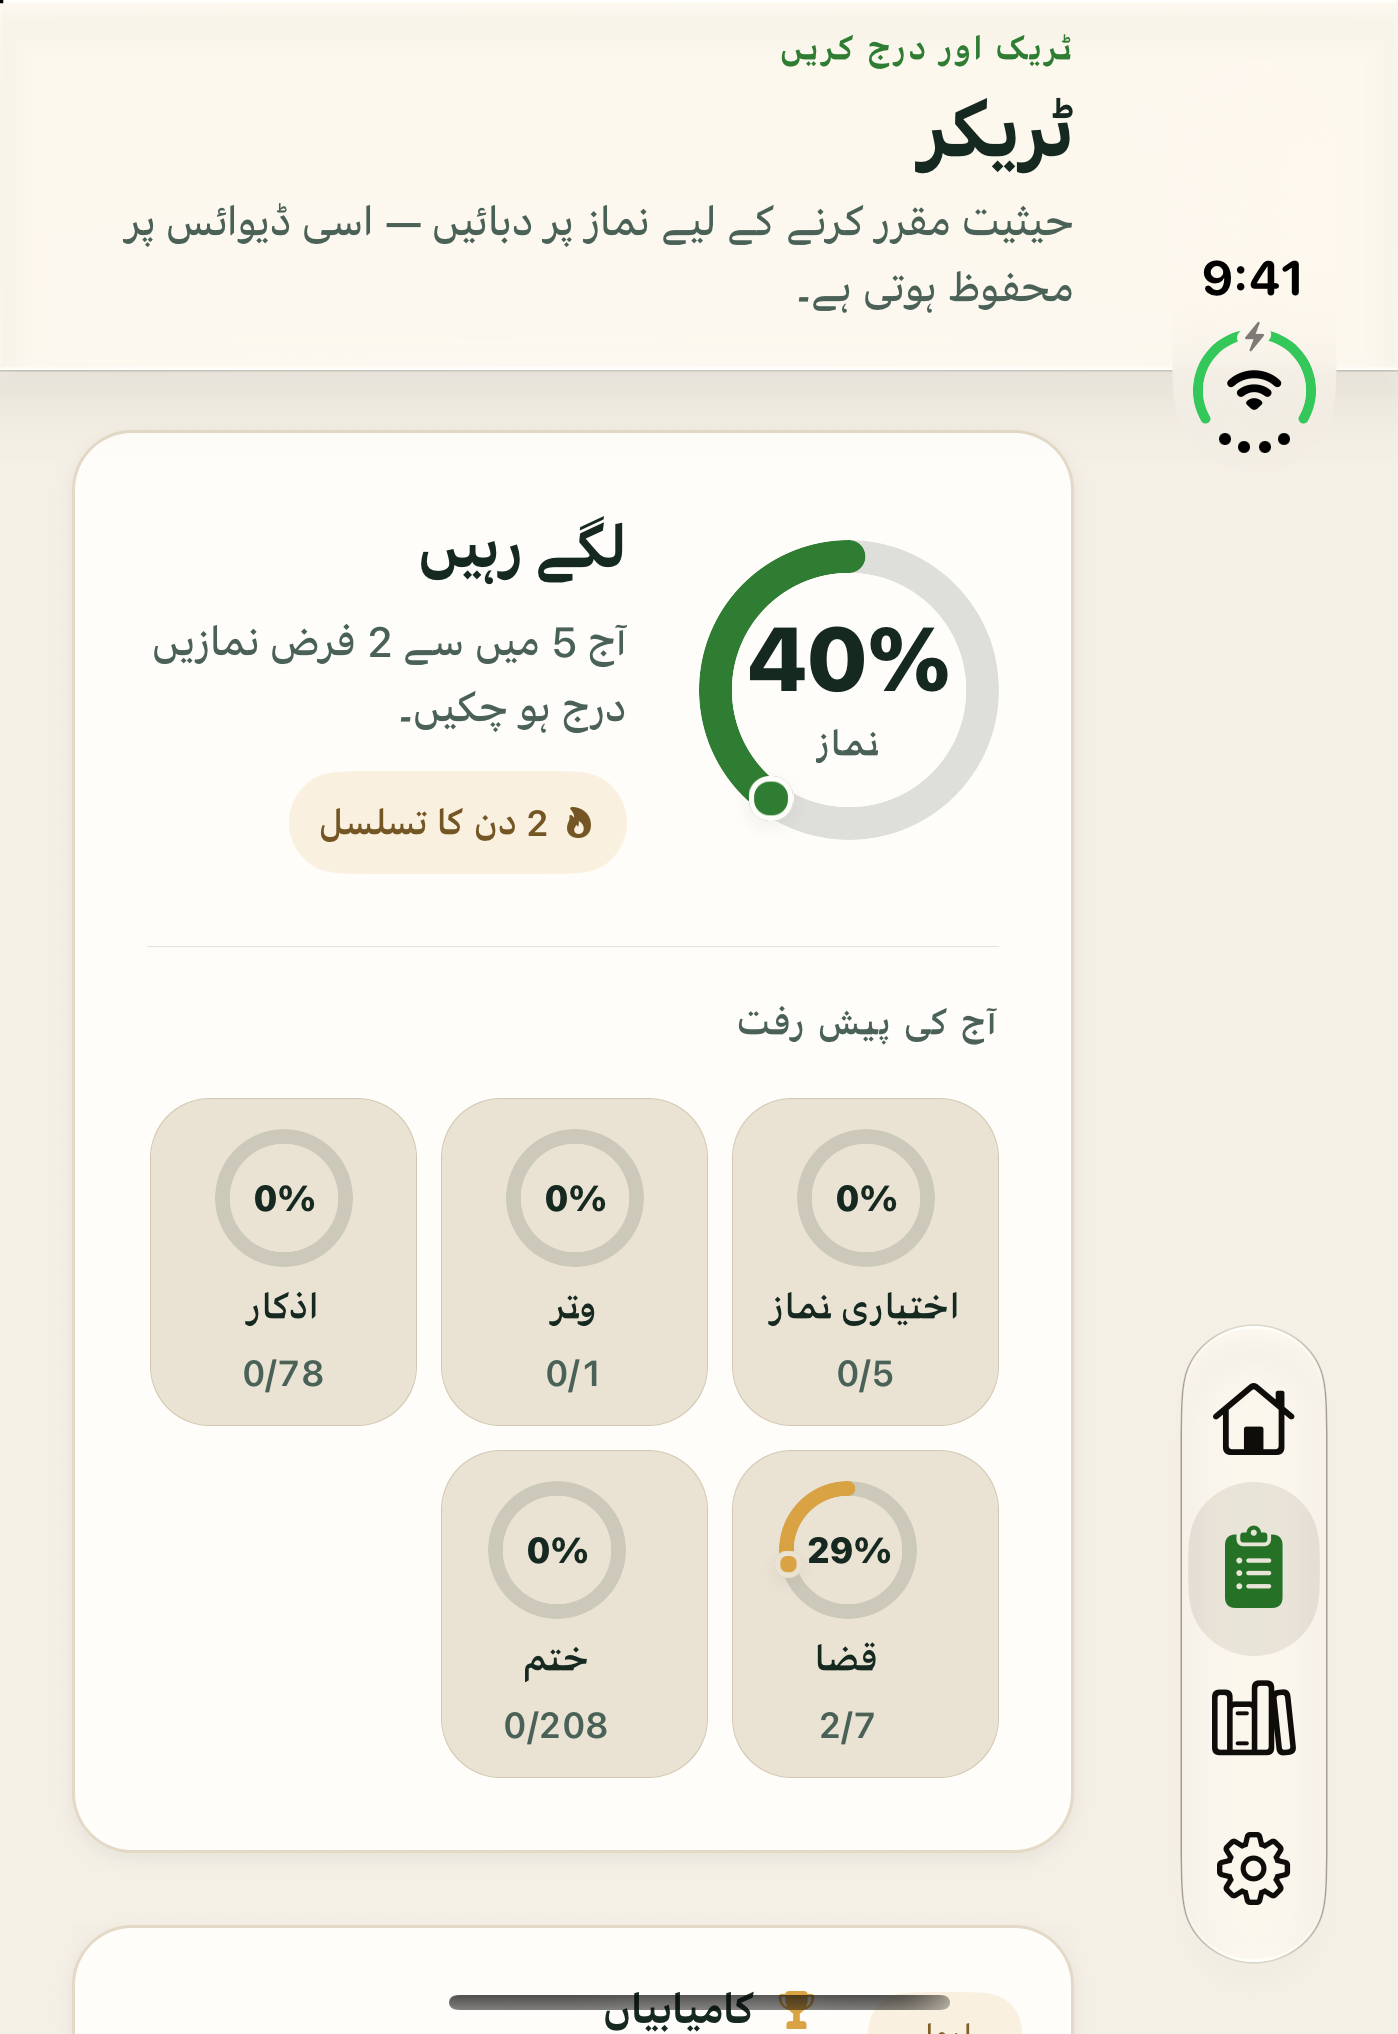 ٹریک اور درج کریں
ٹریکر
حیثیت مقرر کرنے کے لیے نماز پر دبائیں — اسی ڈیوائس پر
محفوظ ہوتی ہے۔
9:41
40%
نماز
لگے رہیں
آج 5 میں سے 2 فرض نمازیں
درج ہو چکیں۔
2 دن کا تسلسل
آج کی پیش رفت
0%
اختیاری نماز
0/5
0%
وتر
0/1
0%
اذکار
0/78
29%
قضا
2/7
0%
ختم
0/208
کامیابیاں